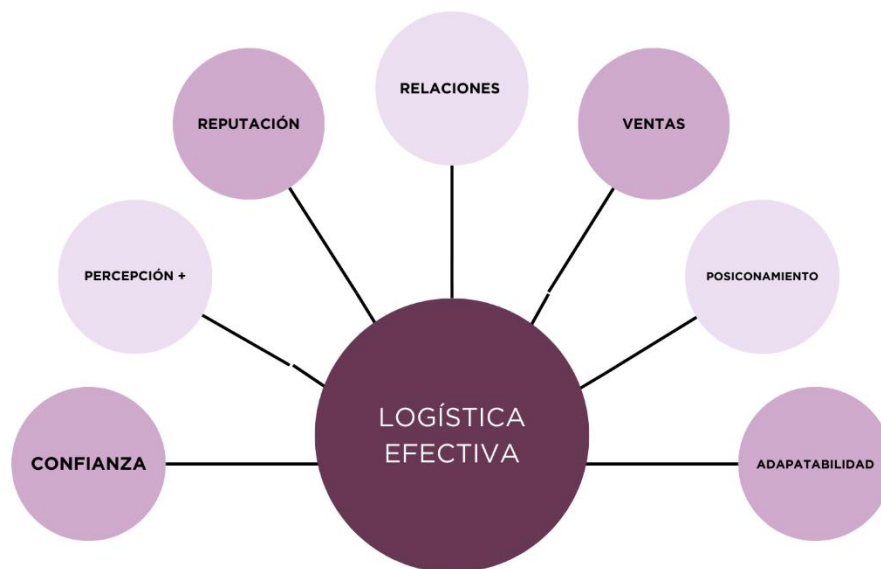 RELACIONES
REPUTACIÓN
VENTAS
PERCEPCIÓN +
POSICONAMIENTO
LOGÍSTICA
EFECTIVA
CONFIANZA
ADAPATABILIDAD